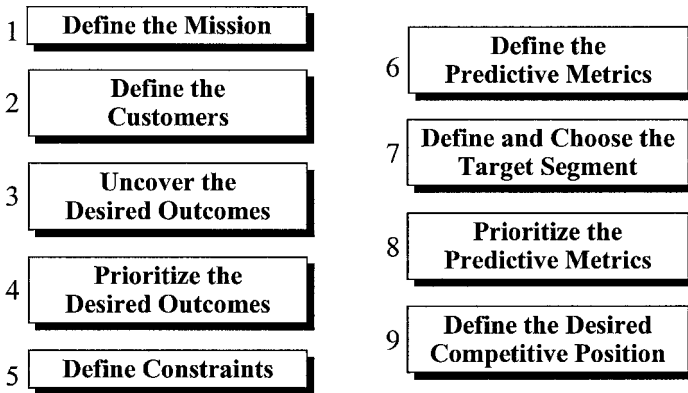 1 Define the Mission
2 Define the
Customers
3 Uncover the
Desired Outcomes
4 Prioritize the
Desired Outcomes
5 Define Constraints
6 Define the
Predictive Metrics
7 Define and Choose the
Target Segment
8 Prioritize the
Predictive Metrics
9 Define the Desired
Competitive Position